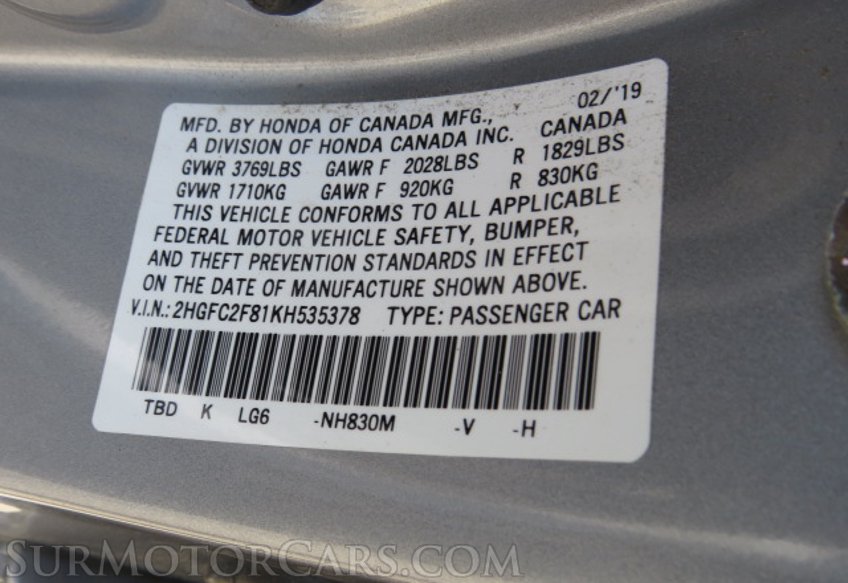 02/'19
MFD. BY HONDA OF CANADA MFG.,
A DIVISION OF HONDA CANADA INC. CANADA
GVWR 3769LBS GAWR F 2028LBS R 1829LBS
GVWR 1710KG GAWR F 920KG R 830KG
THIS VEHICLE CONFORMS TO ALL APPLICABLE
FEDERAL MOTOR VEHICLE SAFETY, BUMPER,
AND THEFT PREVENTION STANDARDS IN EFFECT
ON THE DATE OF MANUFACTURE SHOWN ABOVE.
V.I.N.: 2HGFC2F81KH535378 TYPE: PASSENGER CAR
TBD K LG6 -NH830M -V -H
SURMOTORCARS.COM